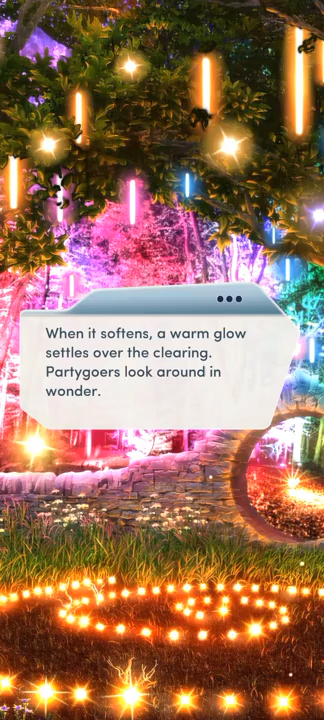 When it softens, a warm glow
settles over the clearing.
Partygoers look around in
wonder.